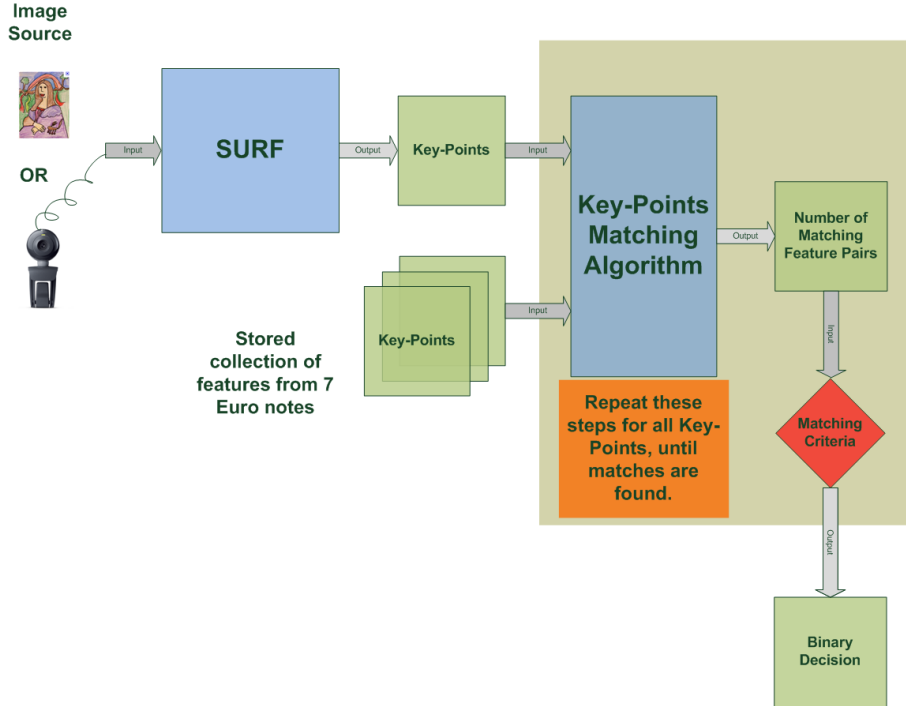 Image
Source
OR
Input
SURF
Output
Key-Points
Input
Key-Points
Matching
Algorithm
Output
Number of
Matching
Feature Pairs
Stored
collection of
features from 7
Euro notes
Key-Points
Input
Input
Repeat these
steps for all Key-
Points, until
matches are
found.
Matching
Criteria
Output
Binary
Decision